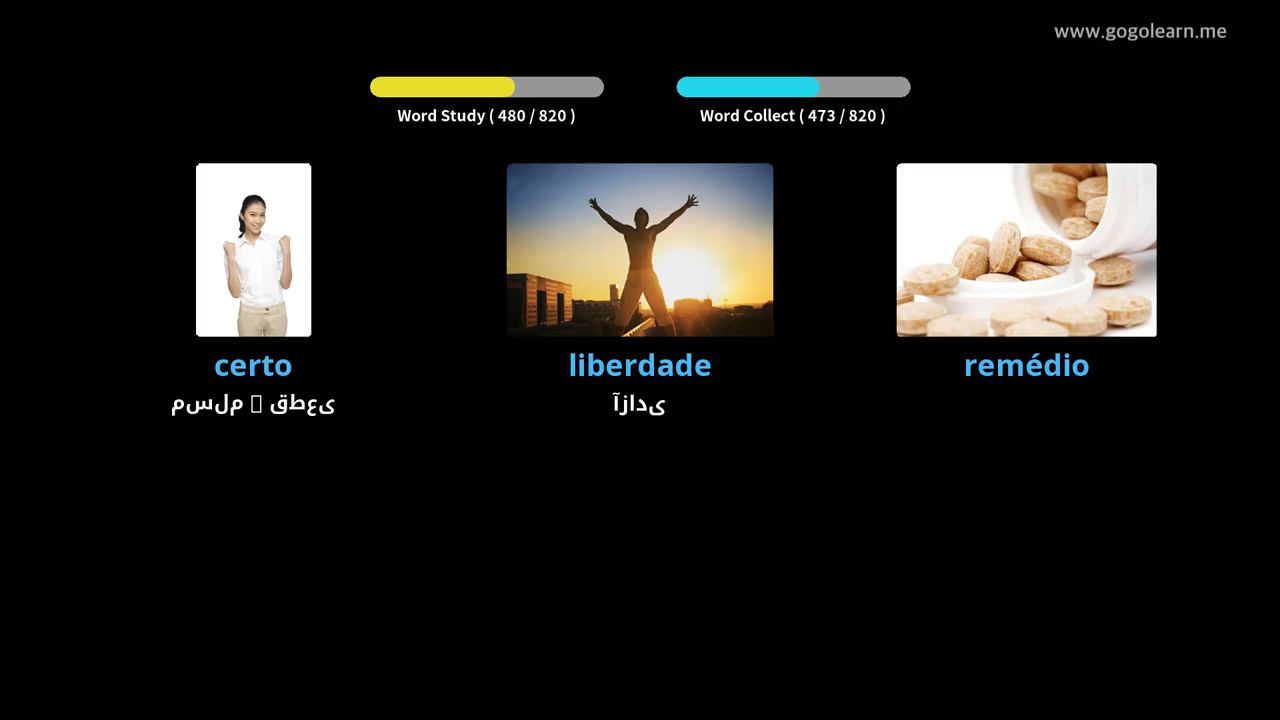 www.gogolearn.me
Word Study ( 480 / 820 )
Word Collect ( 473 / 820 )
certo
liberdade
remédio
مسلم ▯ قطعی
آزادی